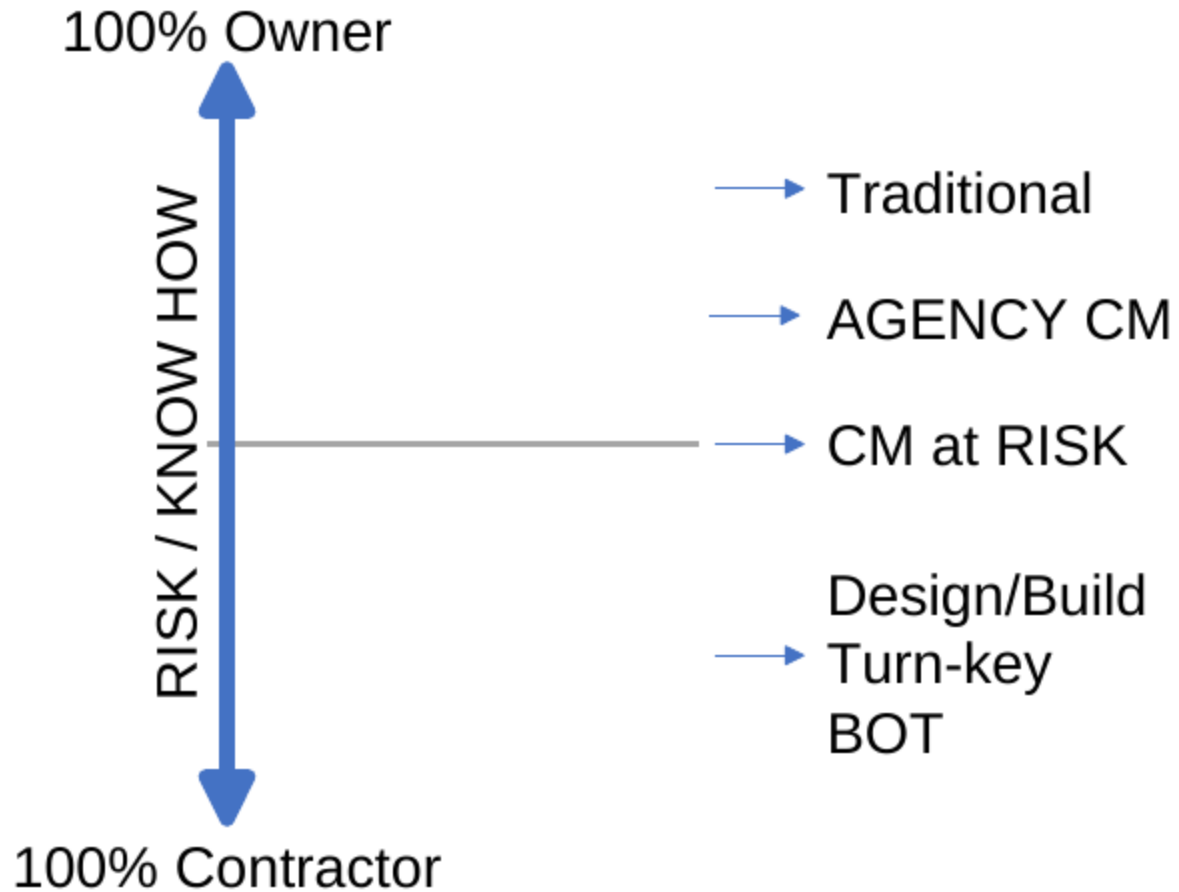 100% Owner
RISK / KNOW HOW
Traditional
AGENCY CM
CM at RISK
Design/Build
Turn-key
BOT
100% Contractor